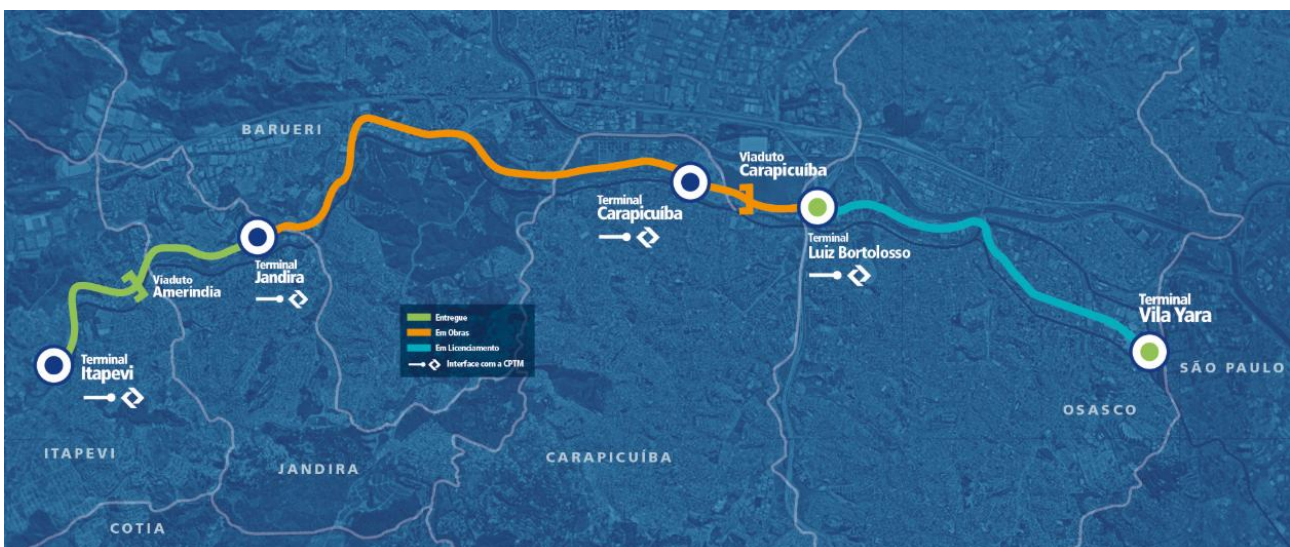 BARUERI
Viaduto
Carapicuíba
Terminal
Carapicuíba
Terminal
Luiz Bortolosso
Terminal
Jandira
Viaduto
Ameríndia
Terminal
Itapevi
Entregue
Em Obras
Em Licenciamento
Interface com a CPTM
Terminal
Vila Yara
SÃO PAULO
OSASCO
ITAPEVI
JANDIRA
CARAPICUÍBA
COTIA